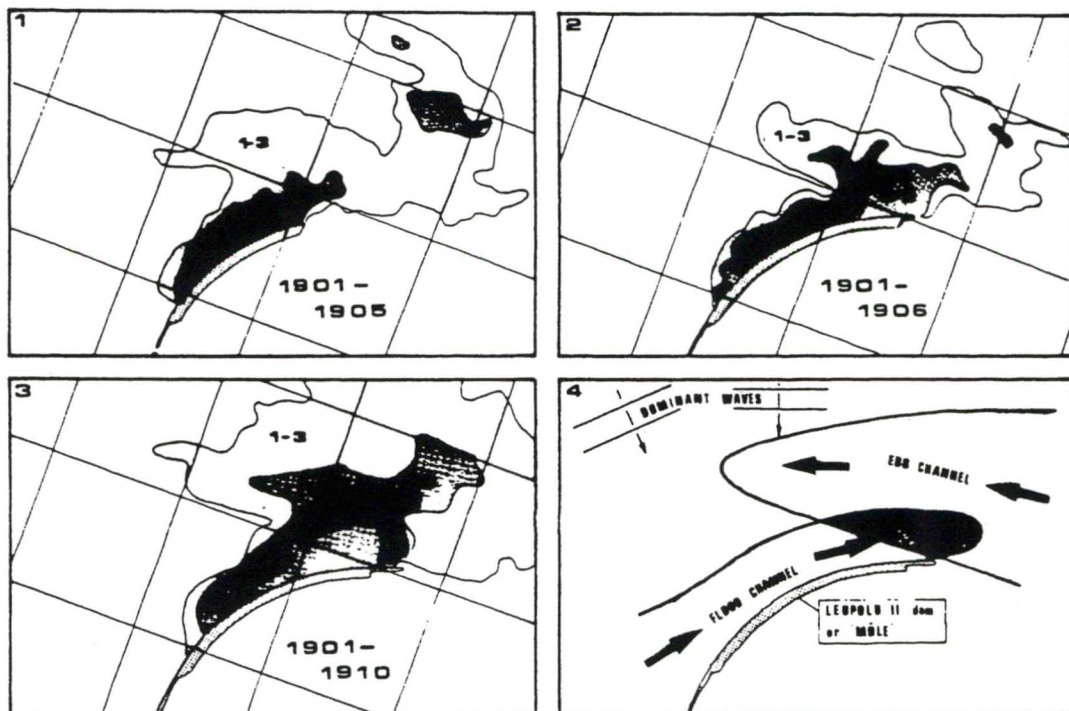 1
1-3
1901-
1905
2
1-3
1901-
1906
3
1-3
1901-
1910
4
DOMINANT WAVES
EBB CHANNEL
FLOOD CHANNEL
LEOPOLD II dam
or MÔLE